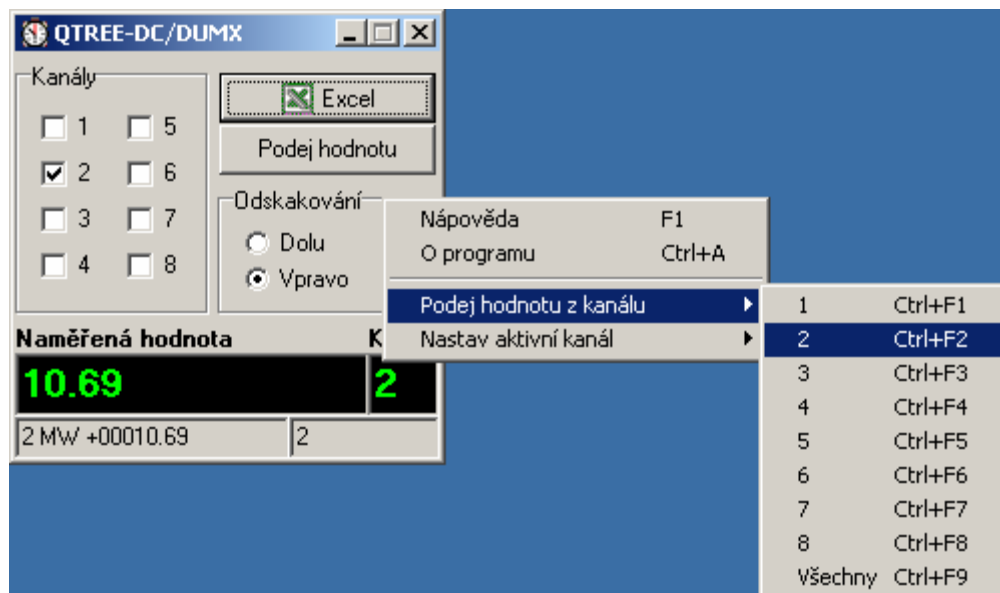 QTREE-DC/DUMX
Kanály
1 5
2 6
3 7
4 8
Excel
Podej hodnotu
Odskakování
Dolu
Vpravo
Naměřená hodnota K
10.69 2
2 MW +00010.69 2
Nápověda F1
O programu Ctrl+A
Podej hodnotu z kanálu
Nastav aktivní kanál
1 Ctrl+F1
2 Ctrl+F2
3 Ctrl+F3
4 Ctrl+F4
5 Ctrl+F5
6 Ctrl+F6
7 Ctrl+F7
8 Ctrl+F8
Všechny Ctrl+F9